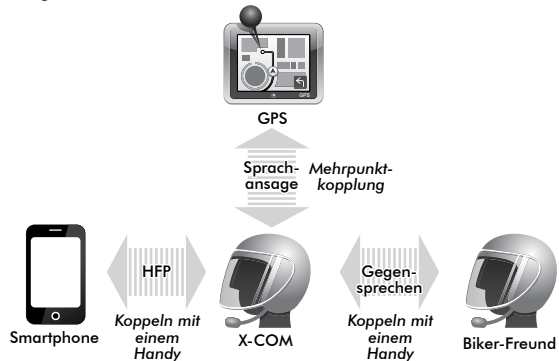 GPS
GPS
Sprach-
ansage
Mehrpunkt-
kopplung
HFP
Gegen-
sprechen
Smartphone
Koppeln mit
einem
Handy
X-COM
Koppeln mit
einem
Handy
Biker-Freund